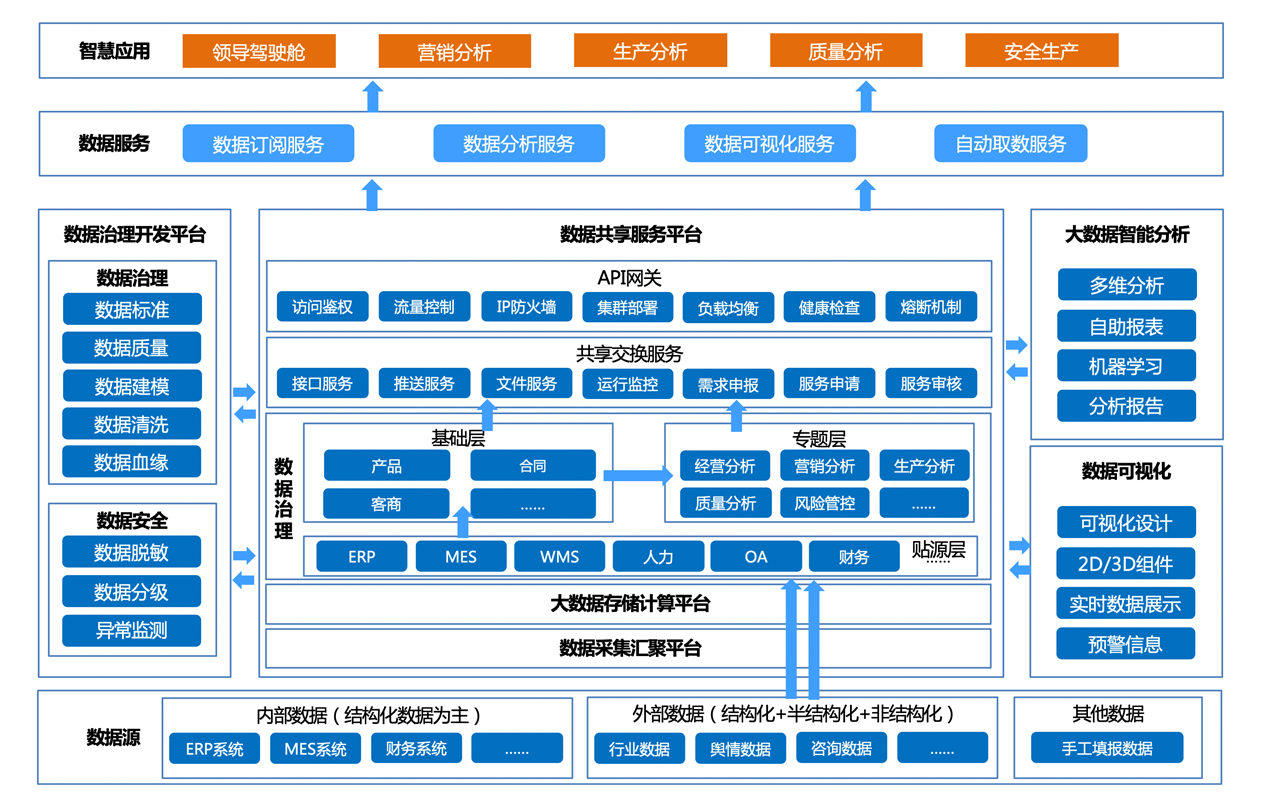 智慧应用
领导驾驶舱
营销分析
生产分析
质量分析
安全生产
数据服务
数据订阅服务
数据分析服务
数据可视化服务
自动取数服务
数据治理开发平台
数据治理
数据标准
数据质量
数据建模
数据清洗
数据血缘
数据安全
数据脱敏
数据分级
异常监测
数据共享服务平台
API网关
访问鉴权
流量控制
IP防火墙
集群部署
负载均衡
健康检查
熔断机制
共享交换服务
接口服务
推送服务
文件服务
运行监控
需求申报
服务申请
服务审核
数据治理
基础层
产品
合同
客商
......
专题层
经营分析
营销分析
生产分析
质量分析
风险管控
......
ERP
MES
WMS
人力
OA
财务
贴源层
......
大数据存储计算平台
数据采集汇聚平台
大数据智能分析
多维分析
自助报表
机器学习
分析报告
数据可视化
可视化设计
2D/3D组件
实时数据展示
预警信息
数据源
内部数据（结构化数据为主）
ERP系统
MES系统
财务系统
......
外部数据（结构化+半结构化+非结构化）
行业数据
舆情数据
咨询数据
......
其他数据
手工填报数据